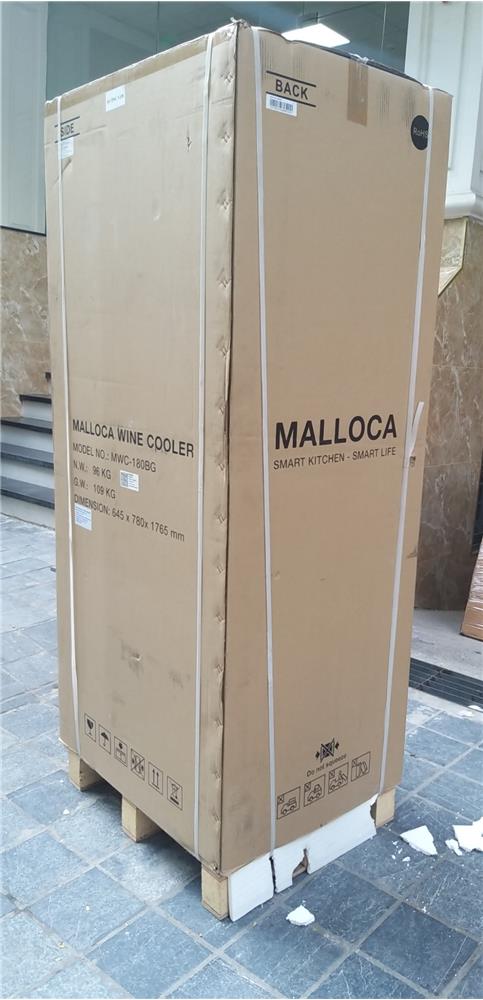 SIDE
MALLOCA WINE COOLER
MODEL NO.: MWC-180BG
N.W.: 96 KG
G.W.: 109 KG
DIMENSION: 645 x 780x 1765 mm
BACK
RoHS
MALLOCA
SMART KITCHEN - SMART LIFE
Do not squeeze